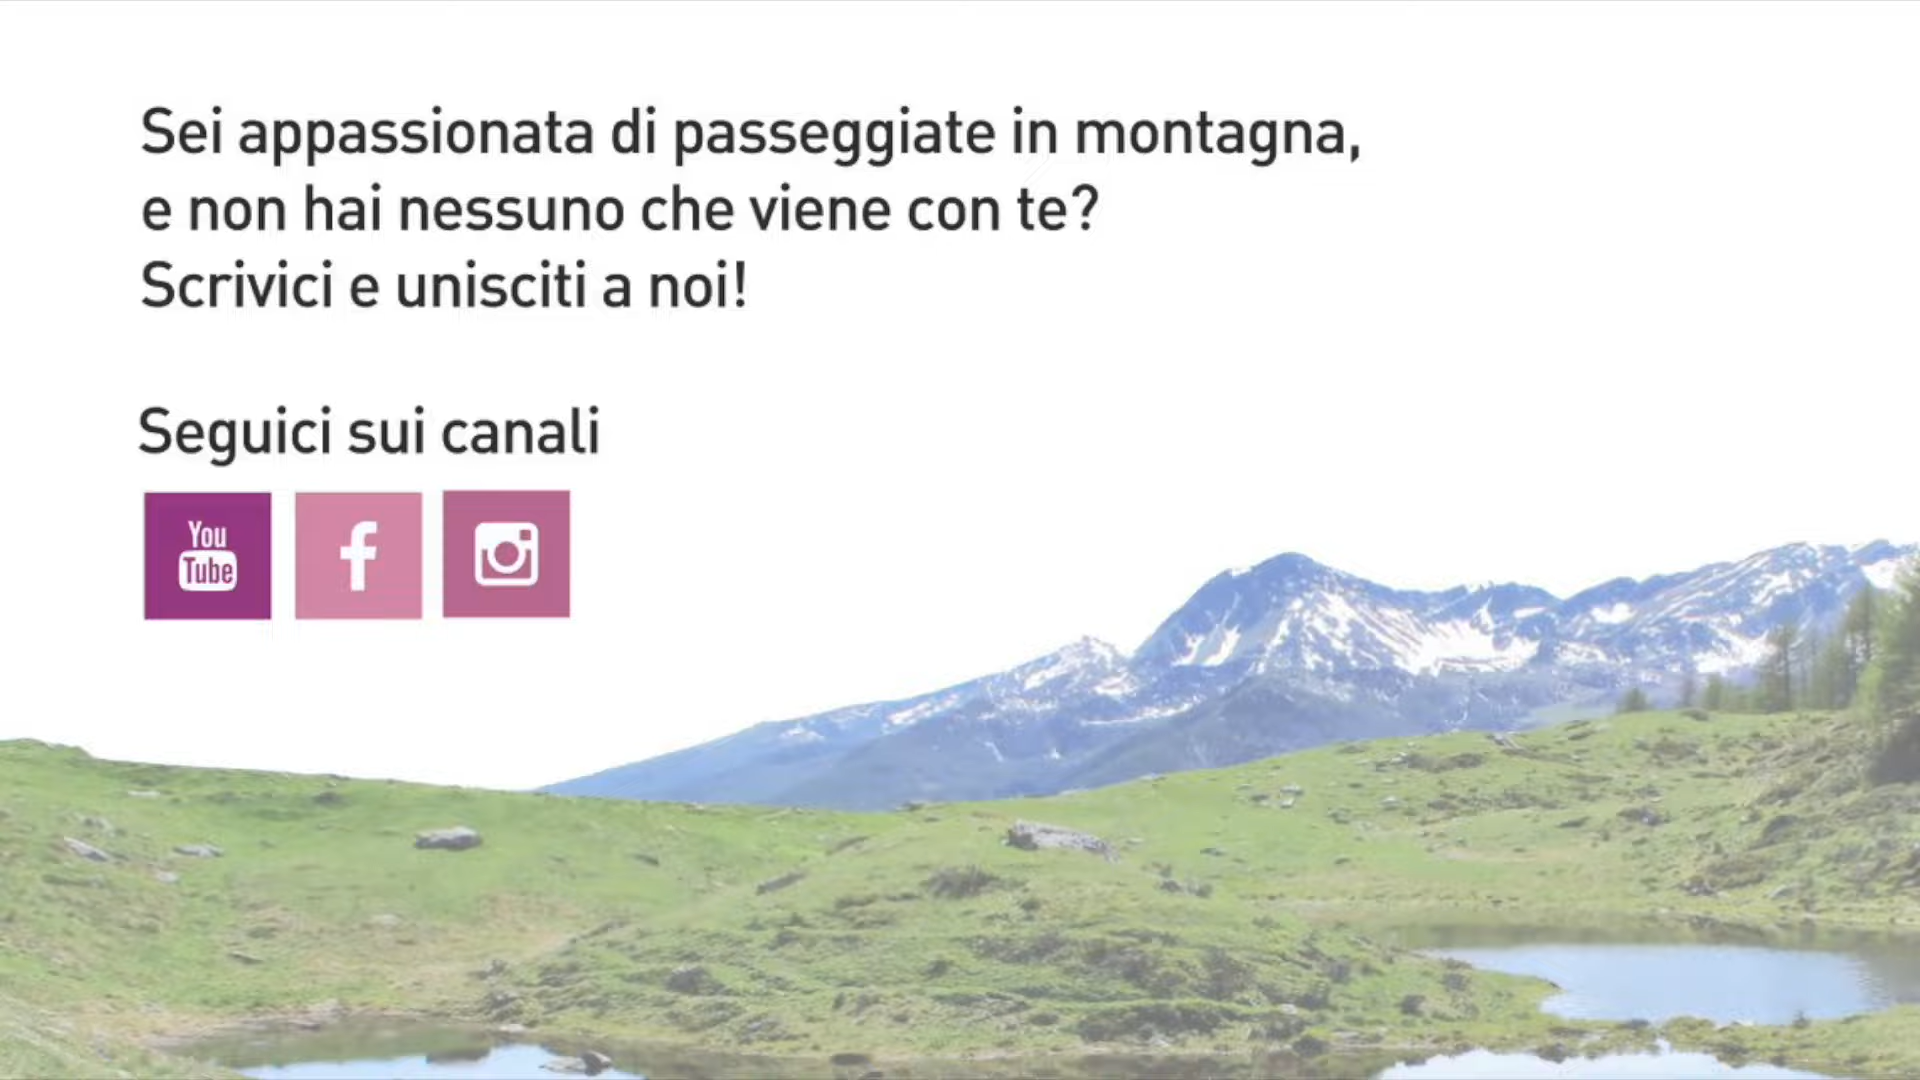 Sei appassionata di passeggiate in montagna,
e non hai nessuno che viene con te?
Scrivici e unisciti a noi!
Seguici sui canali
You
Tube